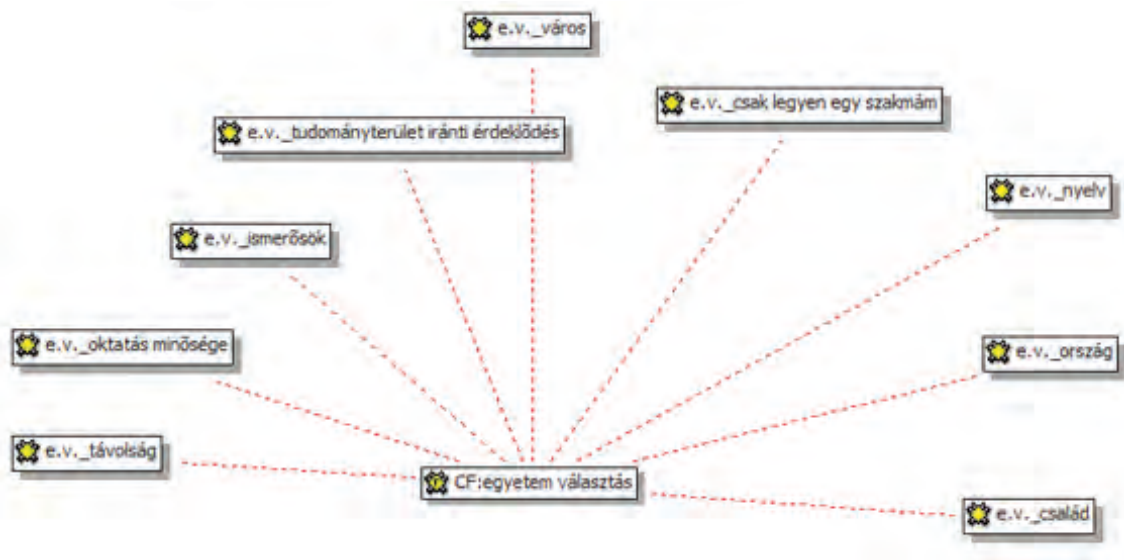 e.v._város
e.v._csak legyen egy szakmám
e.v._tudományterület iránti érdeklődés
e.v._nyelv
e.v._ismerősök
e.v._oktatás minősége
e.v._ország
e.v._távolság
CF:egyetem választás
e.v._család